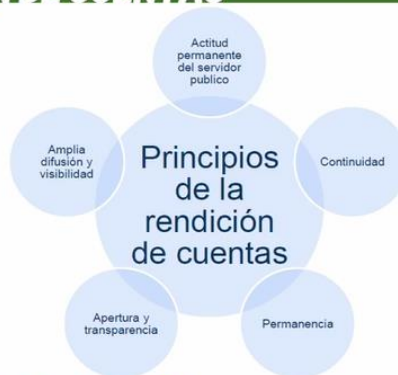 Actitud
permanente
del servidor
publico
Amplia
difusión y
visibilidad
Principios
de la
rendición
de cuentas
Continuidad
Apertura y
transparencia
Permanencia